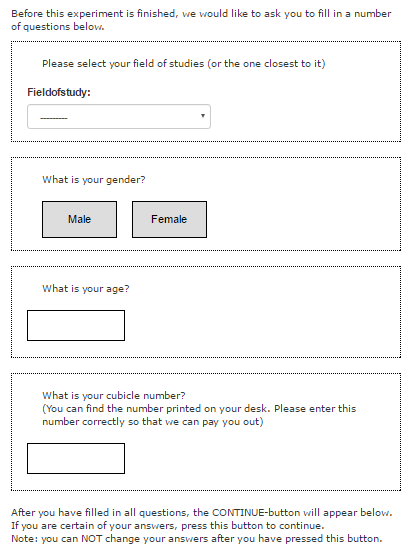 Before this experiment is finished, we would like to ask you to fill in a number
of questions below.
Please select your field of studies (or the one closest to it)
Fieldofstudy:
---------
What is your gender?
Male
Female
What is your age?
What is your cubicle number?
(You can find the number printed on your desk. Please enter this
number correctly so that we can pay you out)
After you have filled in all questions, the CONTINUE-button will appear below.
If you are certain of your answers, press this button to continue.
Note: you can NOT change your answers after you have pressed this button.